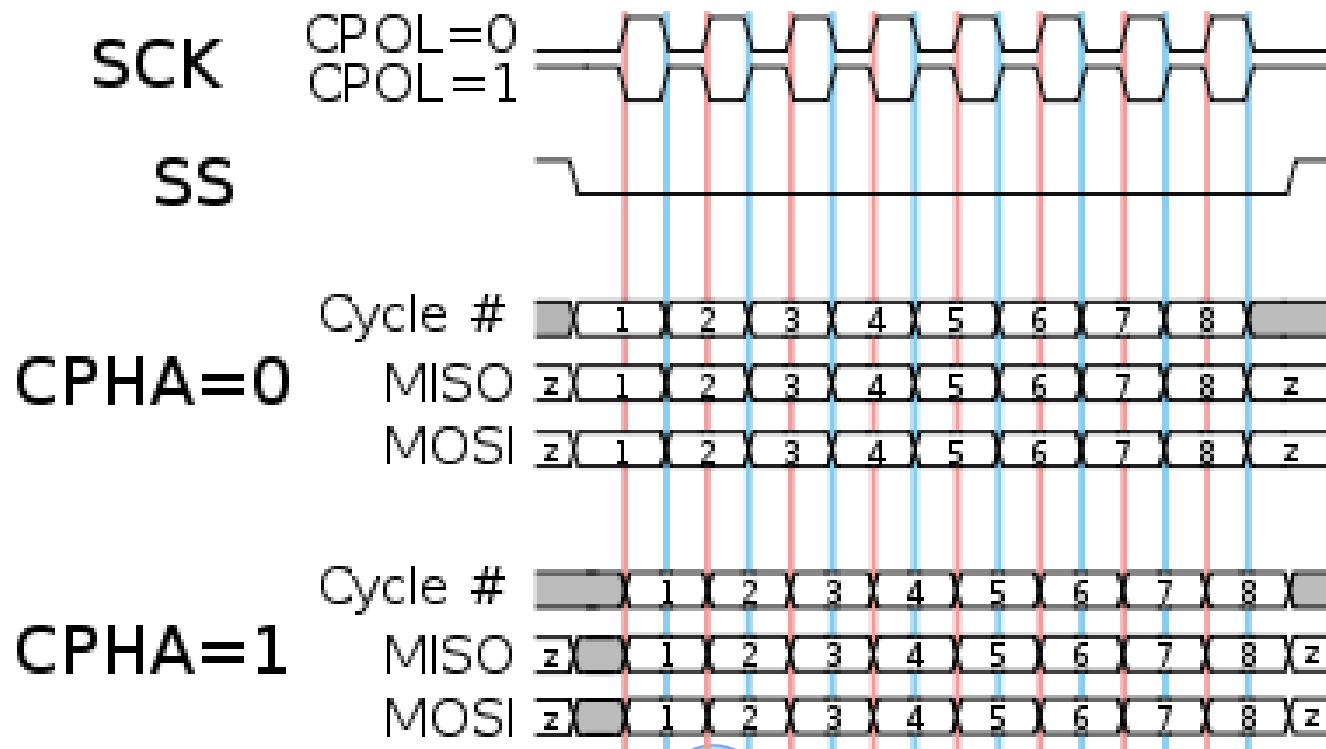 SCK CPOL=0
CPOL=1
SS
Cycle # 1 2 3 4 5 6 7 8
CPHA=0 MISO z 1 2 3 4 5 6 7 8 z
MOSI z 1 2 3 4 5 6 7 8 z
Cycle # 1 2 3 4 5 6 7 8
CPHA=1 MISO z 1 2 3 4 5 6 7 8 z
MOSI z 1 2 3 4 5 6 7 8 z